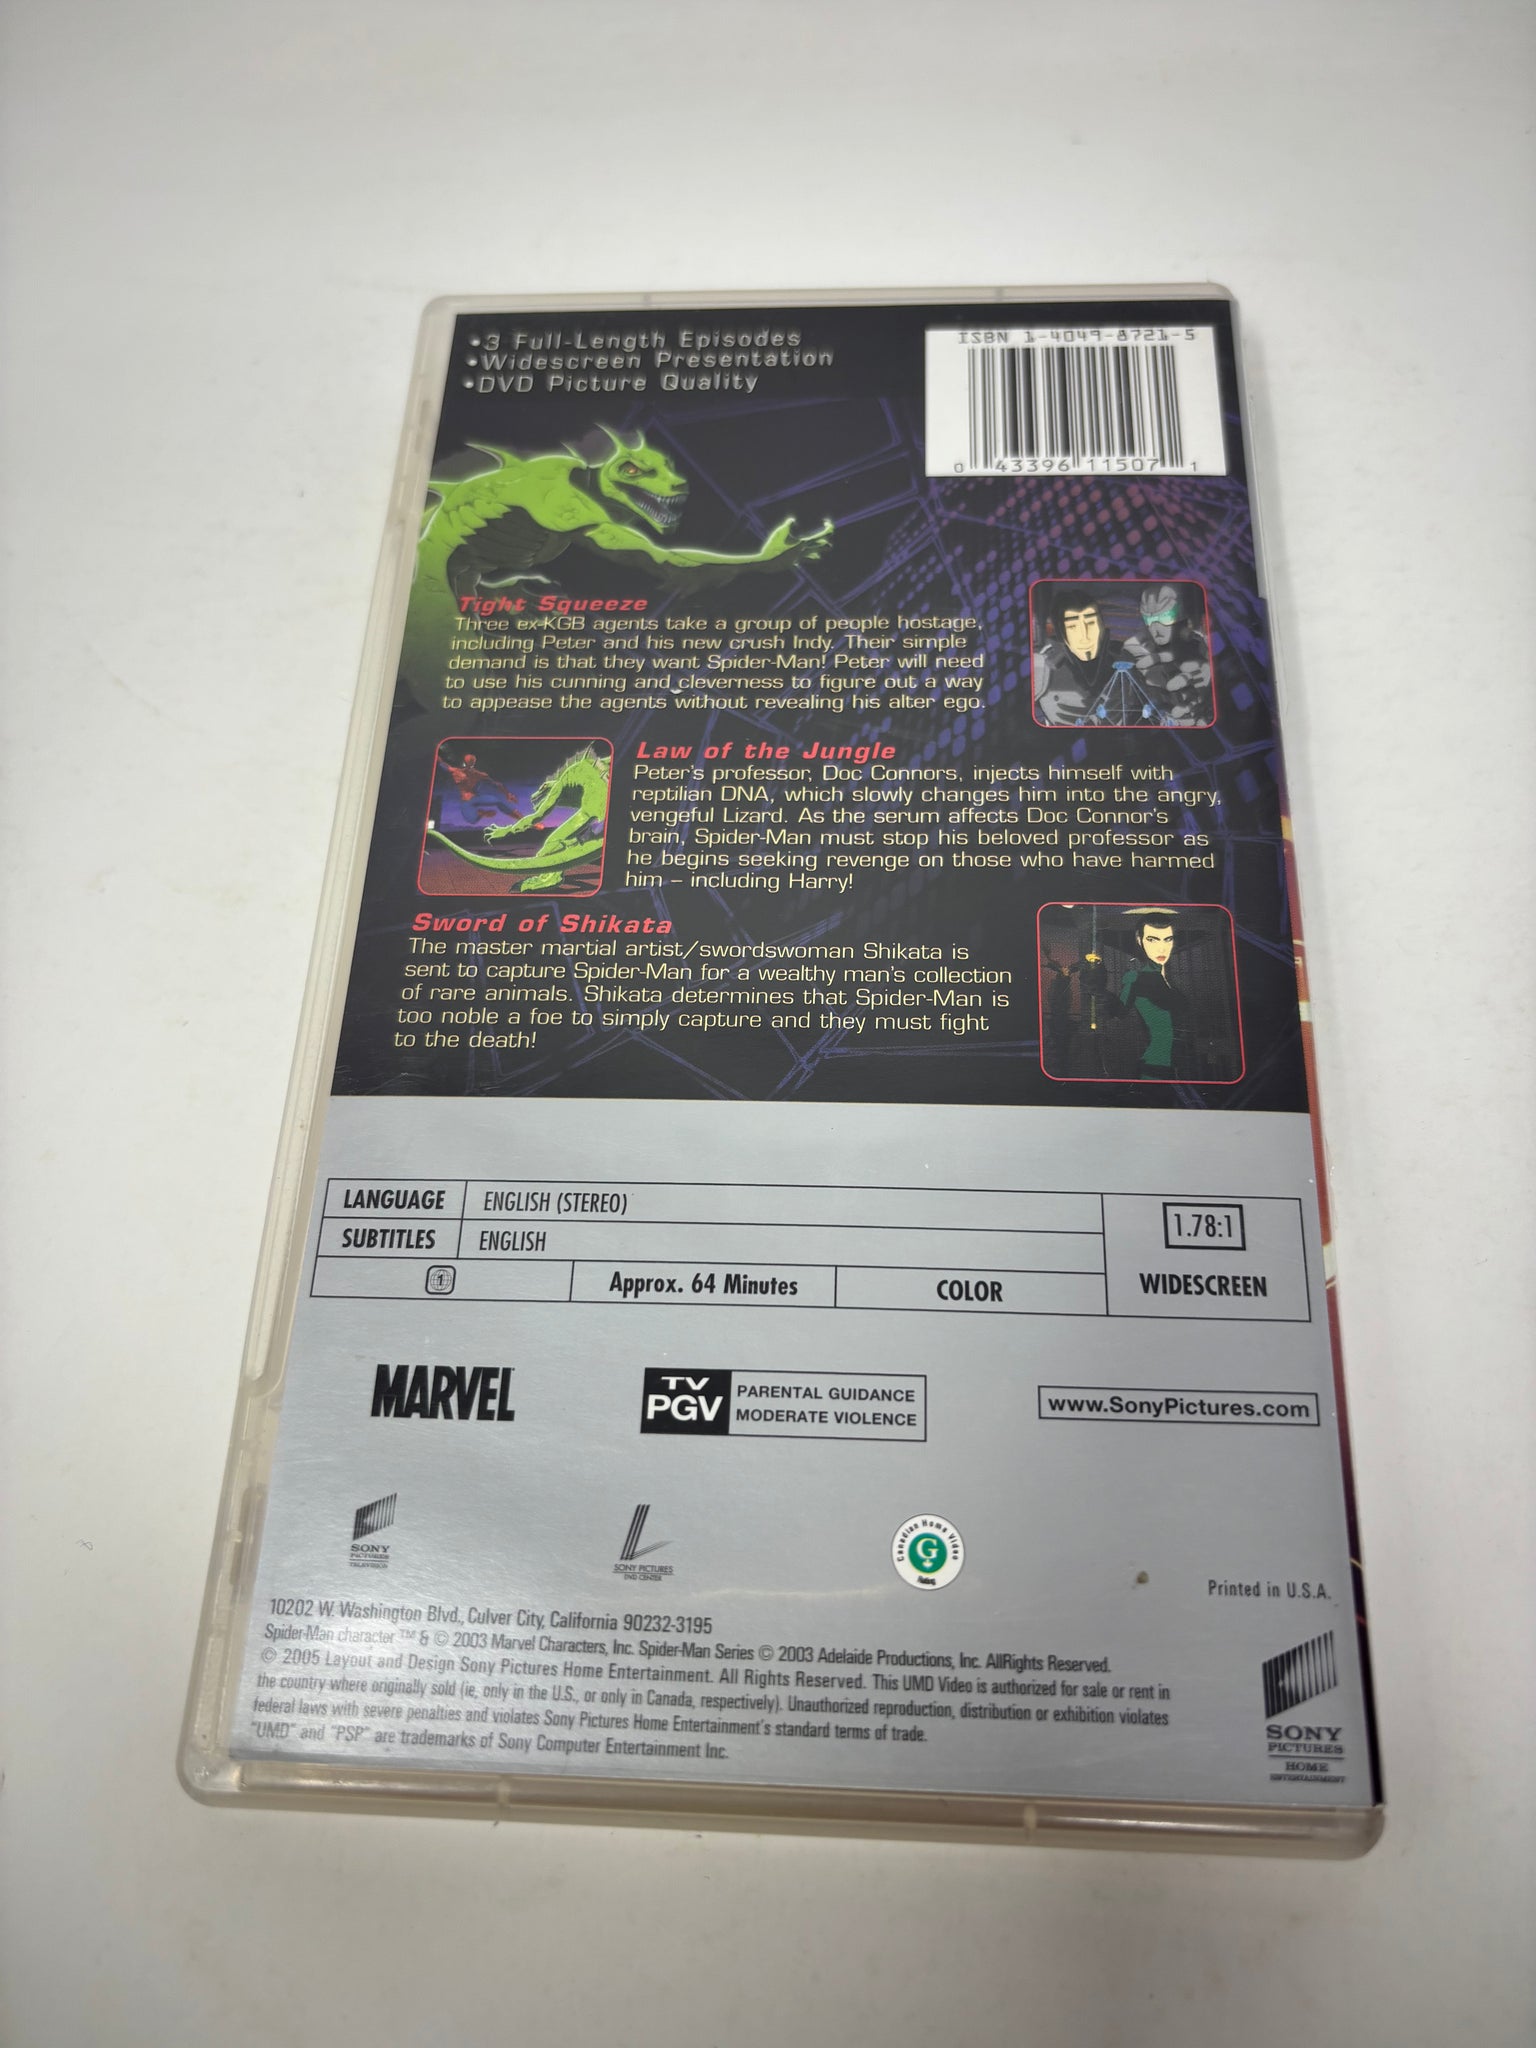 •3 Full-Length Episodes
•Widescreen Presentation
•DVD Picture Quality
ISBN 1-4049-8721-5
0 43396 11507 1
Tight Squeeze
Three ex-KGB agents take a group of people hostage,
including Peter and his new crush Indy. Their simple
demand is that they want Spider-Man! Peter will need
to use his cunning and cleverness to figure out a way
to appease the agents without revealing his alter ego.
Law of the Jungle
Peter's professor, Doc Connors, injects himself with
reptilian DNA, which slowly changes him into the angry,
vengeful Lizard. As the serum affects Doc Connor's
brain, Spider-Man must stop his beloved professor as
he begins seeking revenge on those who have harmed
him – including Harry!
Sword of Shikata
The master martial artist/swordswoman Shikata is
sent to capture Spider-Man for a wealthy man's collection
of rare animals. Shikata determines that Spider-Man is
too noble a foe to simply capture and they must fight
to the death!
LANGUAGE ENGLISH (STEREO)
SUBTITLES ENGLISH
1 Approx. 64 Minutes COLOR
1.78:1
WIDESCREEN
MARVEL
TV
PGV
PARENTAL GUIDANCE
MODERATE VIOLENCE
www.SonyPictures.com
SONY
PICTURES
TELEVISION
SONY PICTURES
DVD CENTER
Canadian Home Video
G
Rating
Printed in U.S.A.
10202 W. Washington Blvd., Culver City, California 90232-3195
Spider-Man character ™ & © 2003 Marvel Characters, Inc. Spider-Man Series © 2003 Adelaide Productions, Inc. AllRights Reserved.
© 2005 Layout and Design Sony Pictures Home Entertainment. All Rights Reserved. This UMD Video is authorized for sale or rent in
the country where originally sold (ie, only in the U.S., or only in Canada, respectively). Unauthorized reproduction, distribution or exhibition violates
federal laws with severe penalties and violates Sony Pictures Home Entertainment's standard terms of trade.
"UMD" and "PSP" are trademarks of Sony Computer Entertainment Inc.
SONY
PICTURES
HOME
ENTERTAINMENT